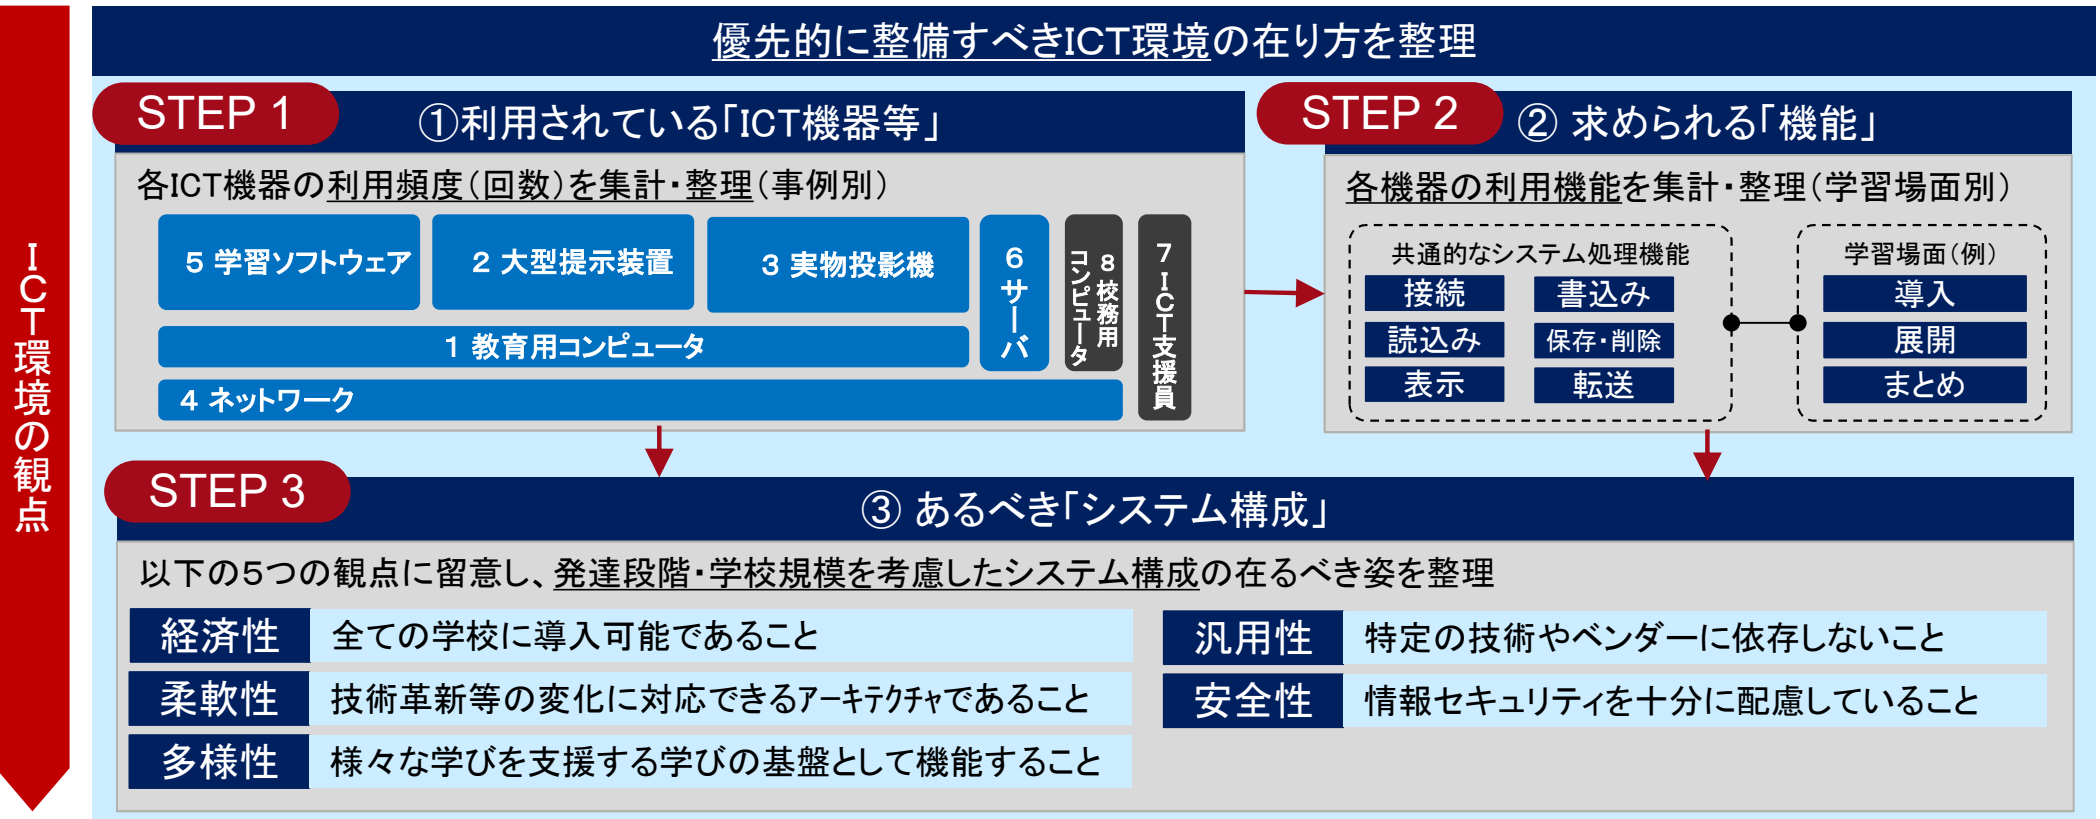 優先的に整備すべきICT環境の在り方を整理
ICT環境の観点
STEP 1
①利用されている「ICT機器等」
各ICT機器の利用頻度(回数)を集計・整理(事例別)
5 学習ソフトウェア
2 大型提示装置
3 実物投影機
6 サーバ
8 校務用コンピュータ
7 ICT支援員
1 教育用コンピュータ
4 ネットワーク
STEP 2
② 求められる「機能」
各機器の利用機能を集計・整理(学習場面別)
共通的なシステム処理機能
接続
書込み
読込み
保存・削除
表示
転送
学習場面(例)
導入
展開
まとめ
STEP 3
③ あるべき「システム構成」
以下の5つの観点に留意し、発達段階・学校規模を考慮したシステム構成の在るべき姿を整理
経済性
全ての学校に導入可能であること
柔軟性
技術革新等の変化に対応できるアーキテクチャであること
多様性
様々な学びを支援する学びの基盤として機能すること
汎用性
特定の技術やベンダーに依存しないこと
安全性
情報セキュリティを十分に配慮していること